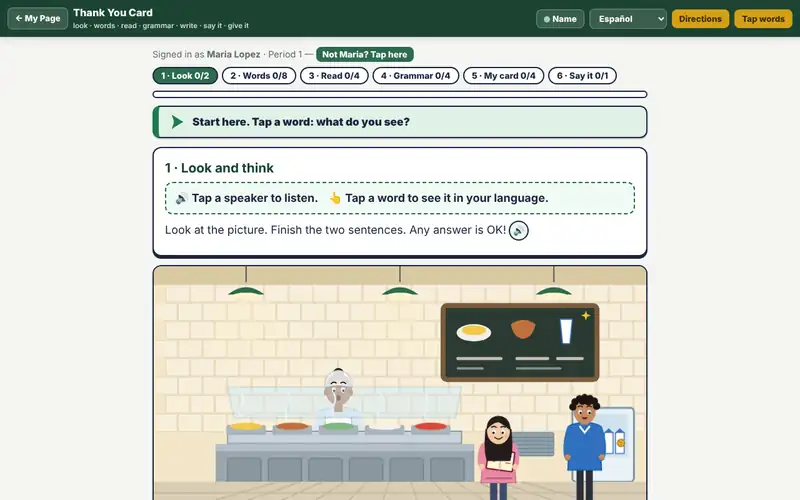 ← My Page
Thank You Card
look · words · read · grammar · write · say it · give it
Name
Español
Directions
Tap words
Signed in as Maria Lopez · Period 1 — Not Maria? Tap here
1 · Look 0/2
2 · Words 0/8
3 · Read 0/4
4 · Grammar 0/4
5 · My card 0/4
6 · Say it 0/1
Start here. Tap a word: what do you see?
1 · Look and think
🔊 Tap a speaker to listen. 👆 Tap a word to see it in your language.
Look at the picture. Finish the two sentences. Any answer is OK! 🔊